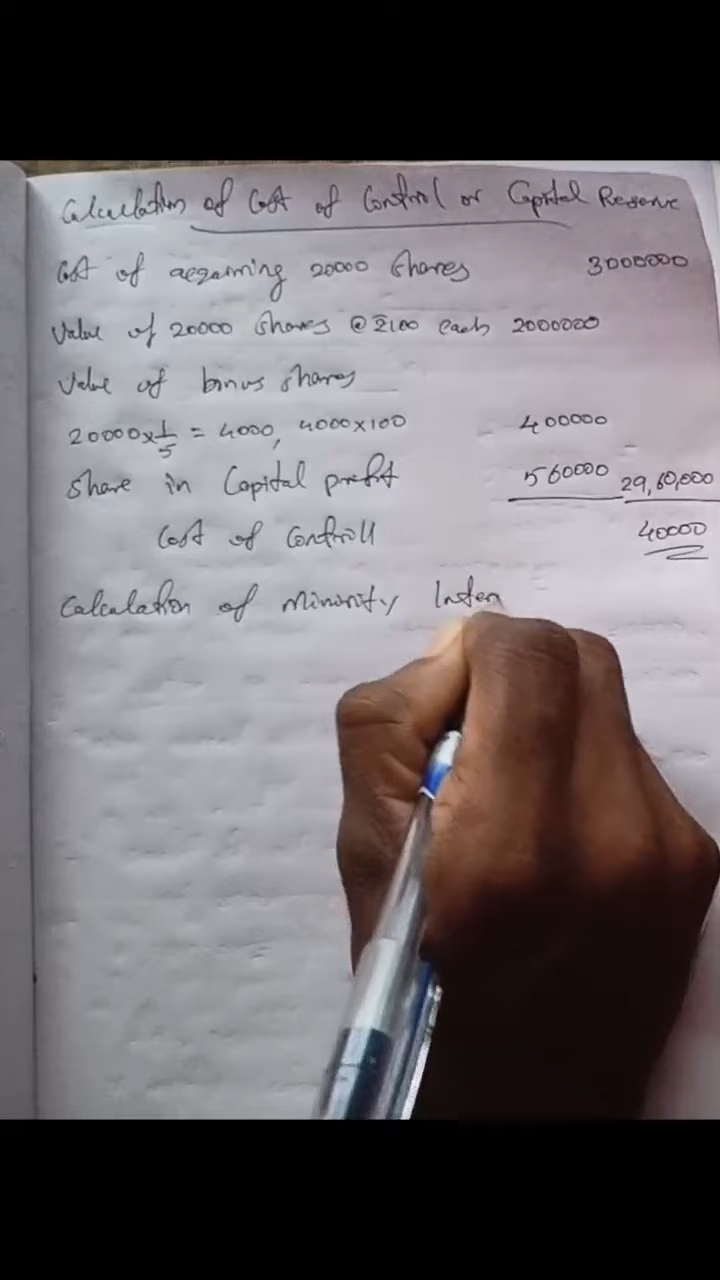 Calculation of Cost of Control or Capital Reserve
Cost of acquaring 20000 Shares 3000000
Value of 20000 Shares @ ₹100 each 2000000
Value of bonus shares
20000 x 1/5 = 4000, 4000 x 100 400000
Share in Capital profit 560000 29,60,000
Cost of Controll 40000
Calculation of Minority Inter